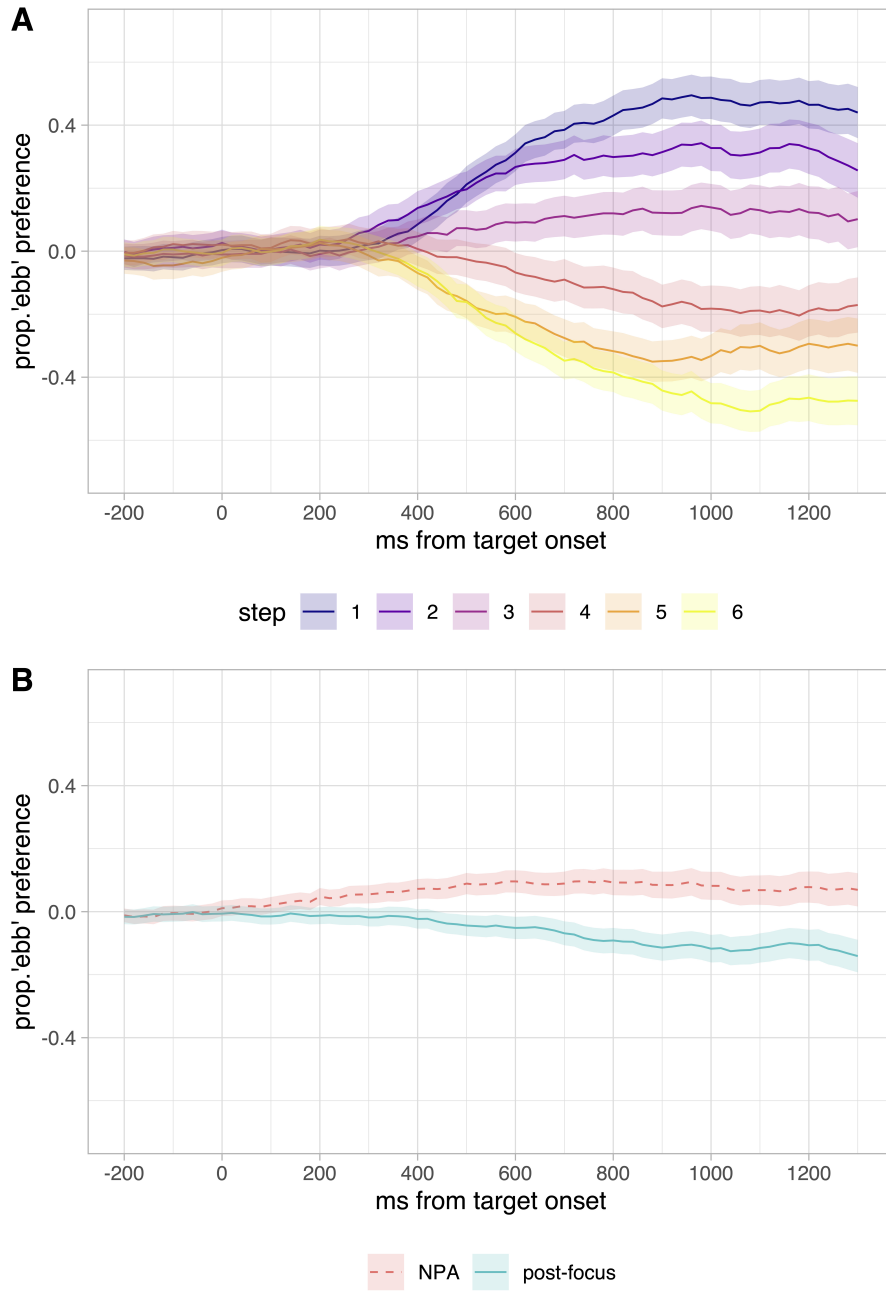 A
prop.'ebb' preference
0.4
0.0
-0.4
-200 0 200 400 600 800 1000 1200
ms from target onset
step 1 2 3 4 5 6
B
prop.'ebb' preference
0.4
0.0
-0.4
-200 0 200 400 600 800 1000 1200
ms from target onset
NPA post-focus